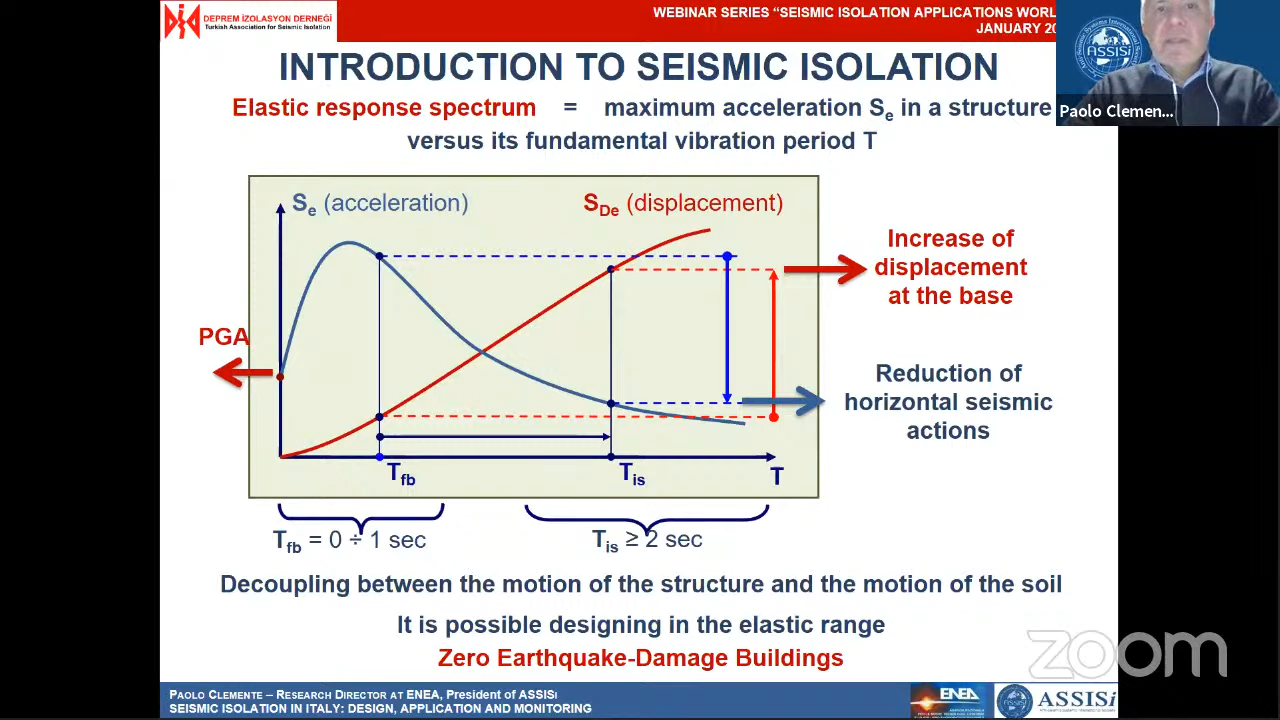 DEPREM İZOLASYON DERNEĞİ
Turkish Association for Seismic Isolation
WEBINAR SERIES “SEISMIC ISOLATION APPLICATIONS WORL
JANUARY 20
ASSISi
Paolo Clemen...
INTRODUCTION TO SEISMIC ISOLATION
Elastic response spectrum = maximum acceleration Se in a structure
versus its fundamental vibration period T
Se (acceleration)
SDe (displacement)
Increase of
displacement
at the base
PGA
Reduction of
horizontal seismic
actions
Tfb
Tis
T
Tfb = 0 ÷ 1 sec
Tis ≥ 2 sec
Decoupling between the motion of the structure and the motion of the soil
It is possible designing in the elastic range
Zero Earthquake-Damage Buildings
zoom
PAOLO CLEMENTE – RESEARCH DIRECTOR AT ENEA, PRESIDENT OF ASSISi
SEISMIC ISOLATION IN ITALY: DESIGN, APPLICATION AND MONITORING
ENEA
ASSISi